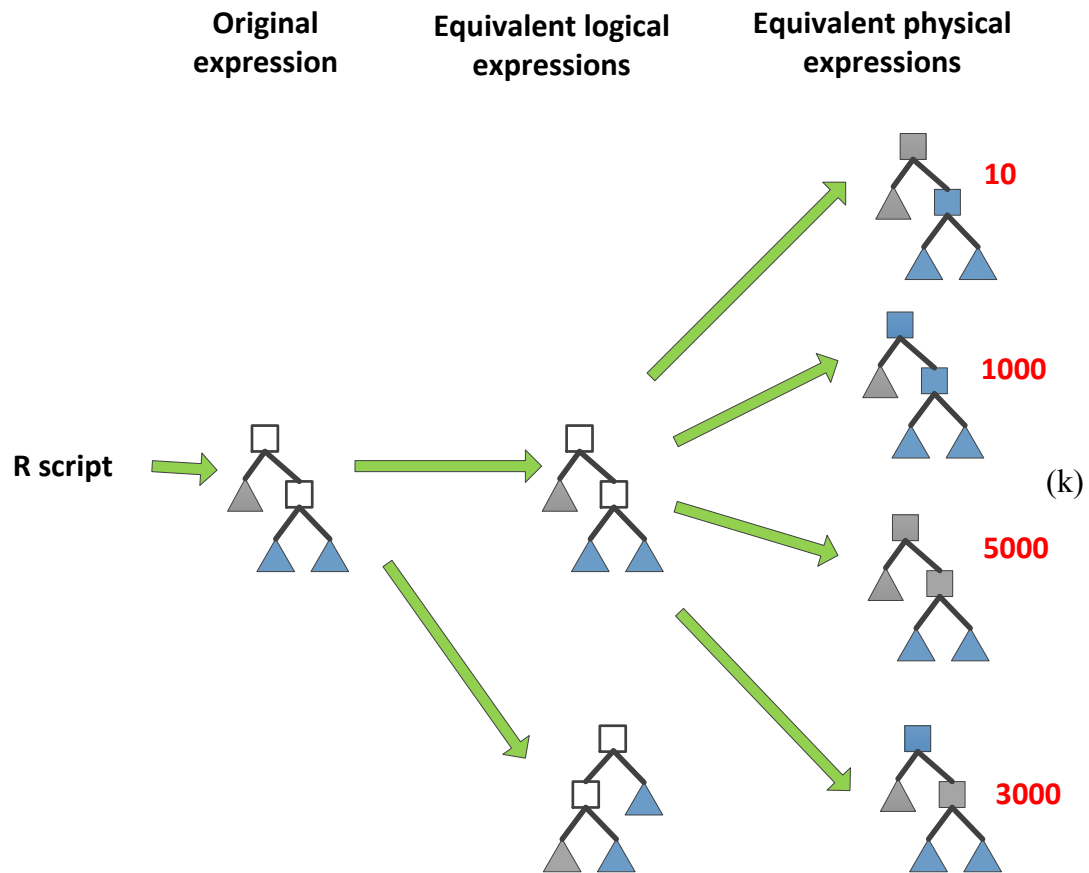 Original
expression
Equivalent logical
expressions
Equivalent physical
expressions
10
1000
R script
(k)
5000
3000